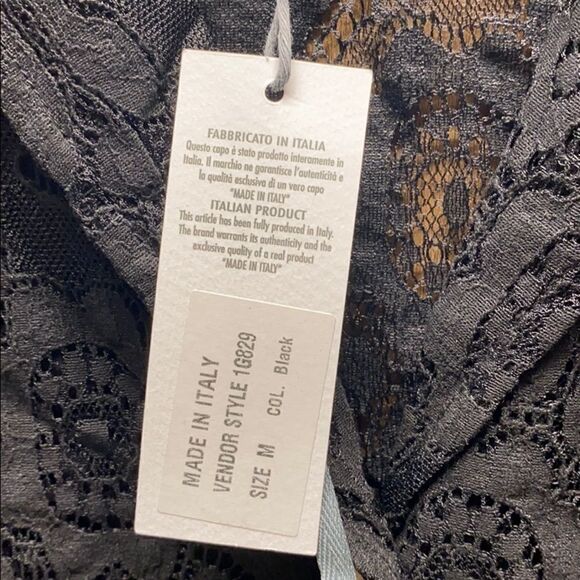 FABBRICATO IN ITALIA
Questo capo è stato prodotto interamente in
Italia. Il marchio ne garantisce l'autenticità e
la qualità esclusiva di un vero capo
"MADE IN ITALY"
ITALIAN PRODUCT
This article has been fully produced in Italy.
The brand warrants its authenticity and the
exclusive quality of a real product
"MADE IN ITALY"
MADE IN ITALY
VENDOR STYLE 1G829
SIZE M COL. Black